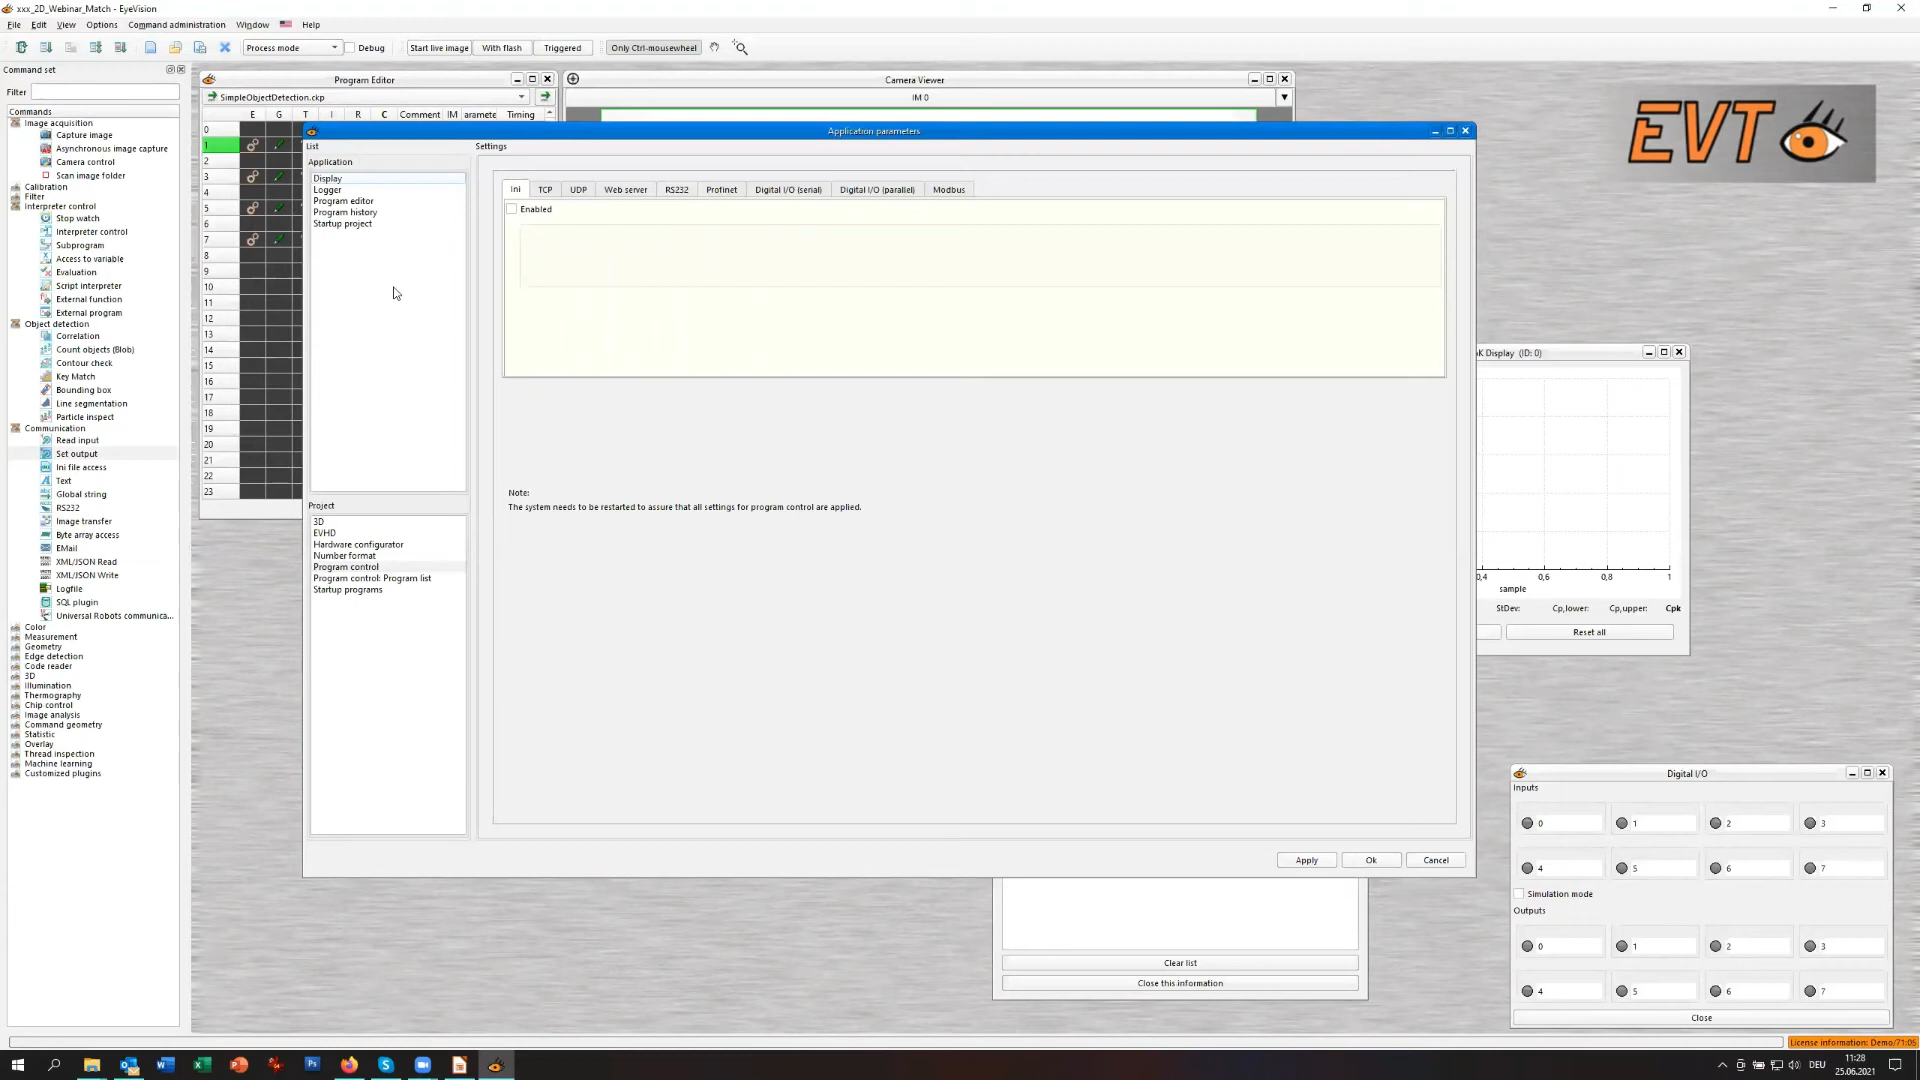 xxx_2D_Webinar_Match - EyeVision
File Edit View Options Command administration Window Help
Process mode Debug Start live image With flash Triggered Only Ctrl-mousewheel
Command set
Filter
Commands
Image acquisition
Capture image
Asynchronous image capture
Camera control
Scan image folder
Calibration
Filter
Interpreter control
Stop watch
Interpreter control
Subprogram
Access to variable
Evaluation
Script interpreter
External function
External program
Object detection
Correlation
Count objects (Blob)
Contour check
Key Match
Bounding box
Line segmentation
Particle inspect
Communication
Read input
Set output
Ini file access
Text
Global string
RS232
Image transfer
Byte array access
EMail
XML/JSON Read
XML/JSON Write
Logfile
SQL plugin
Universal Robots communica...
Color
Measurement
Geometry
Edge detection
Code reader
3D
Illumination
Thermography
Chip control
Image analysis
Command geometry
Statistic
Overlay
Thread inspection
Machine learning
Customized plugins
Program Editor
SimpleObjectDetection.ckp
E G T I R C Comment IM aramete Timing
0
1
2
3
4
5
6
7
8
9
10
11
12
13
14
15
16
17
18
19
20
21
22
23
Camera Viewer
IM 0
EVT
Application parameters
List
Application
Display
Logger
Program editor
Program history
Startup project
Project
3D
EVHD
Hardware configurator
Number format
Program control
Program control: Program list
Startup programs
Settings
Ini TCP UDP Web server RS232 Profinet Digital I/O (serial) Digital I/O (parallel) Modbus
Enabled
Note:
The system needs to be restarted to assure that all settings for program control are applied.
Apply Ok Cancel
K Display (ID: 0)
0,4 0,6 0,8 1
sample
StDev: Cp,lower: Cp,upper: Cpk
Reset all
Clear list
Close this information
Digital I/O
Inputs
0 1 2 3
4 5 6 7
Simulation mode
Outputs
0 1 2 3
4 5 6 7
Close
License information: Demo/71:05
DEU
11:28
25.06.2021